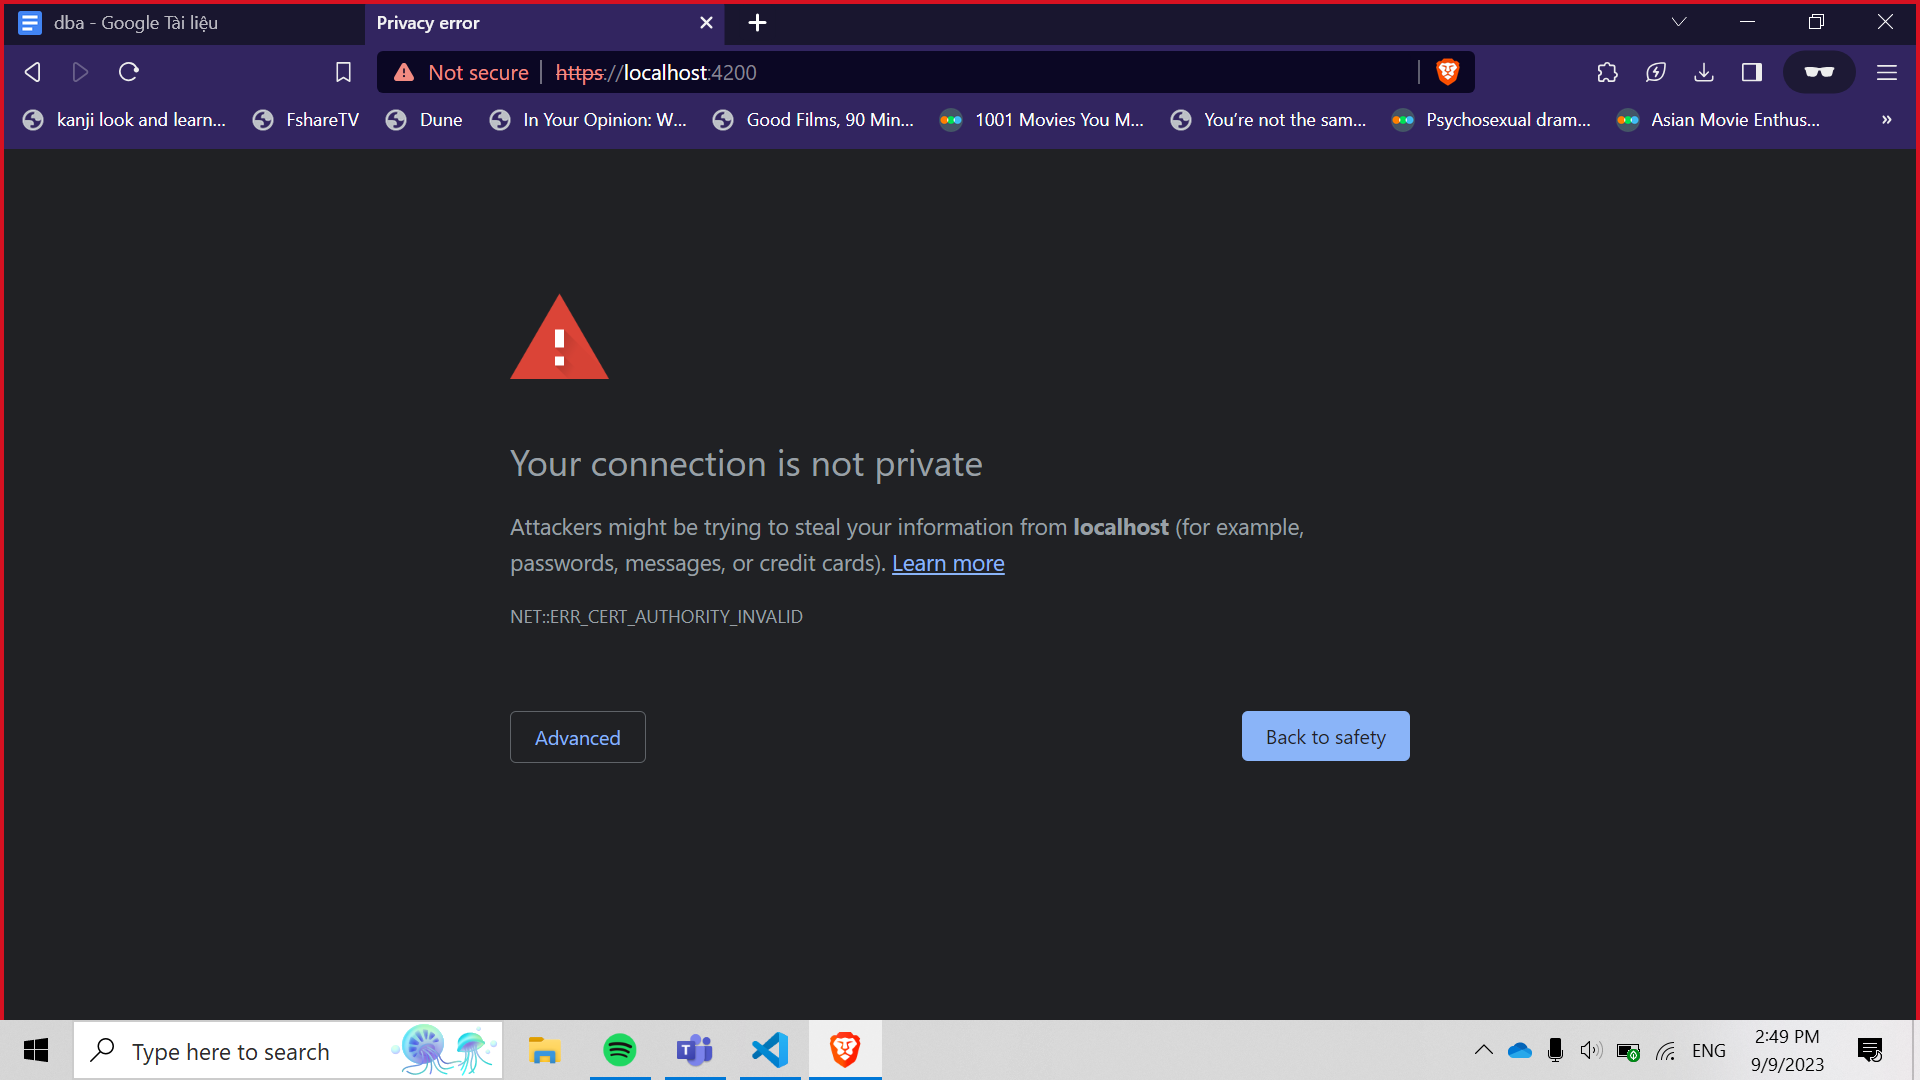 dba - Google Tài liệu
Privacy error
Not secure
https://localhost:4200
kanji look and learn...
FshareTV
Dune
In Your Opinion: W...
Good Films, 90 Min...
1001 Movies You M...
You're not the sam...
Psychosexual dram...
Asian Movie Enthus...
»
Your connection is not private
Attackers might be trying to steal your information from localhost (for example,
passwords, messages, or credit cards). Learn more
NET::ERR_CERT_AUTHORITY_INVALID
Advanced
Back to safety
Type here to search
ENG
2:49 PM
9/9/2023